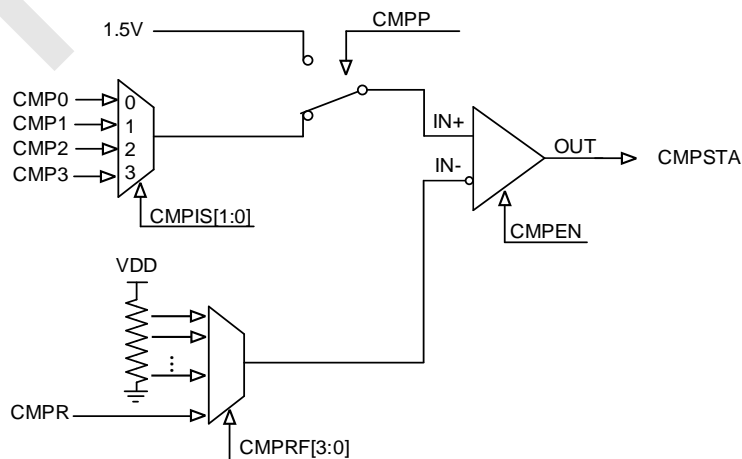 1.5V
CMPP
CMP0
CMP1
CMP2
CMP3
0
1
2
3
CMPIS[1:0]
IN+
IN-
OUT
CMPSTA
CMPEN
VDD
CMPR
CMPRF[3:0]